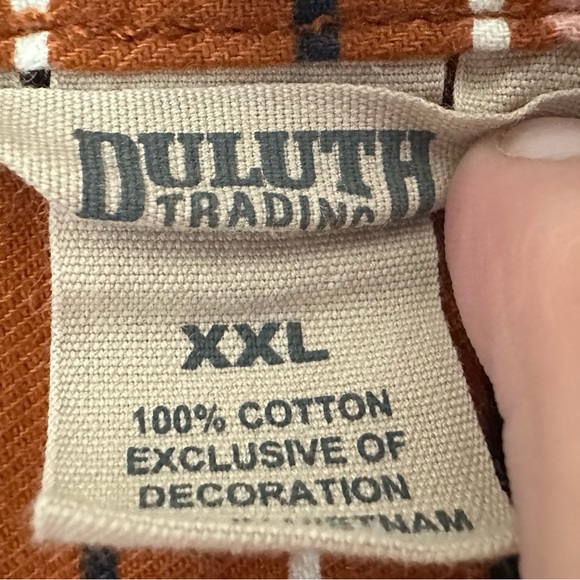 DULUTH
TRADING
XXL
100% COTTON
EXCLUSIVE OF
DECORATION
VIETNAM